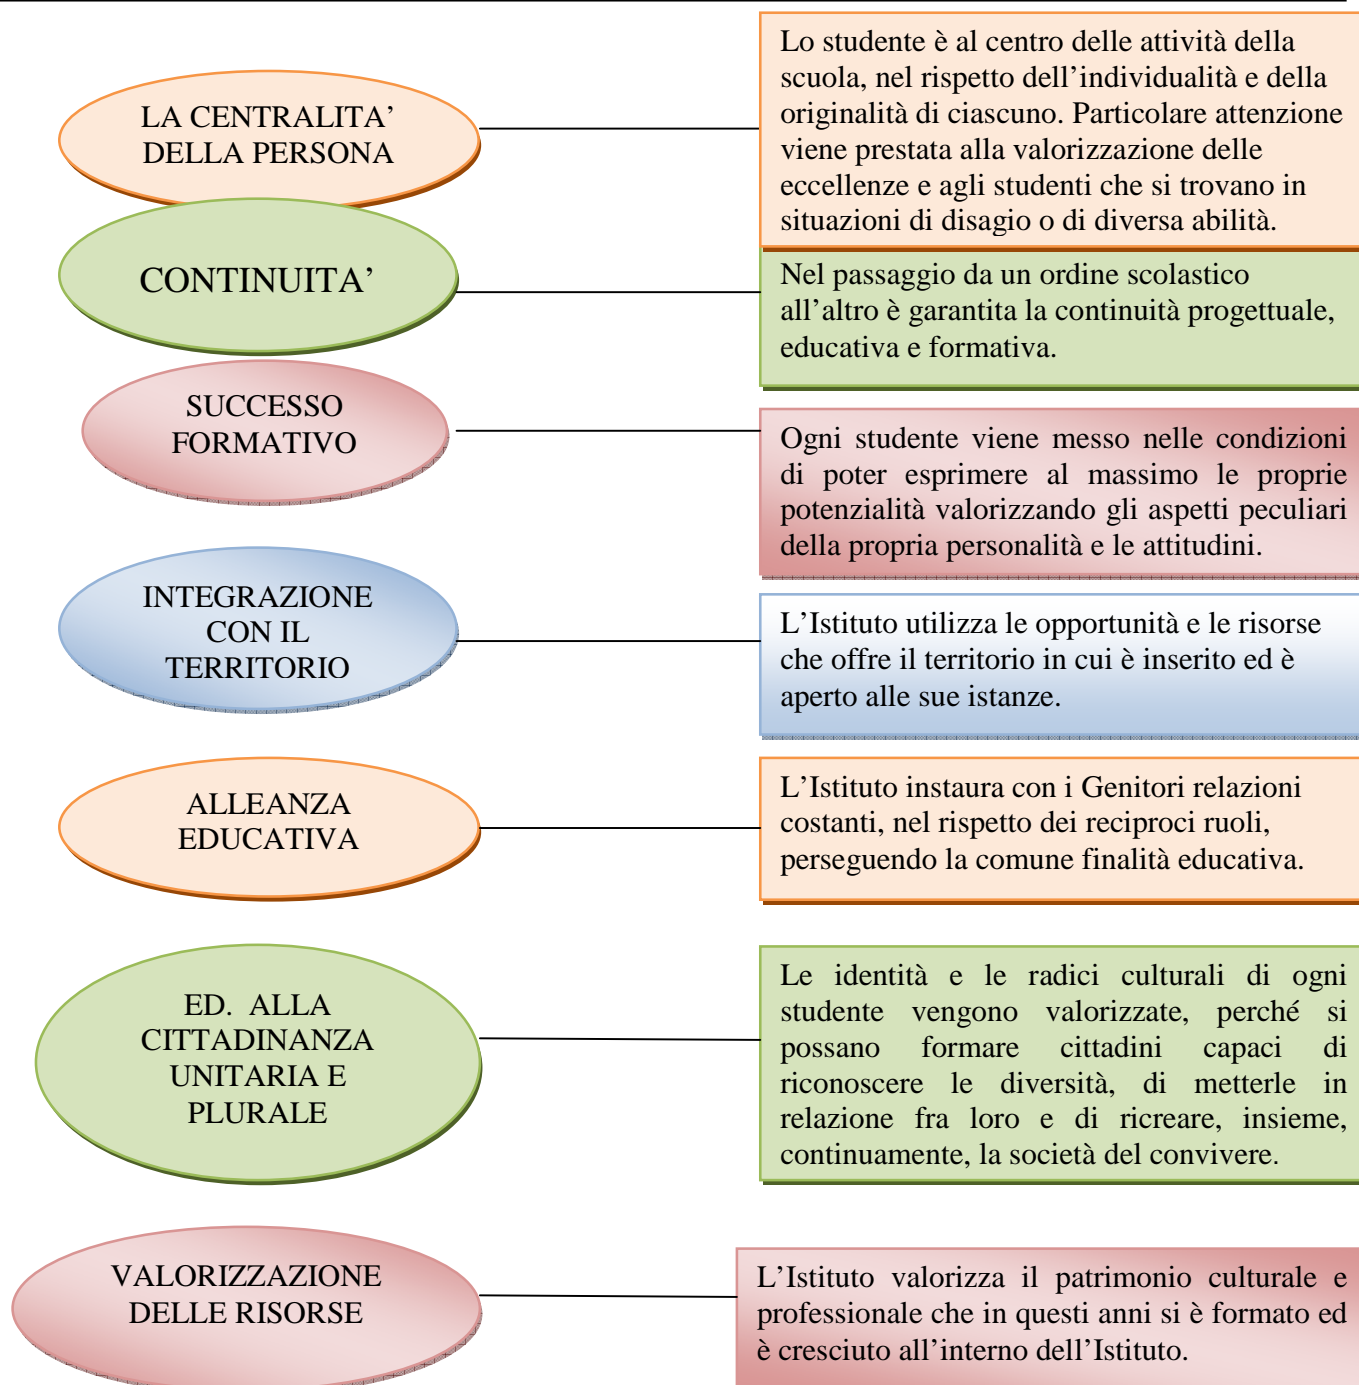 LA CENTRALITA’
DELLA PERSONA
Lo studente è al centro delle attività della
scuola, nel rispetto dell’individualità e della
originalità di ciascuno. Particolare attenzione
viene prestata alla valorizzazione delle
eccellenze e agli studenti che si trovano in
situazioni di disagio o di diversa abilità.
CONTINUITA’
Nel passaggio da un ordine scolastico
all’altro è garantita la continuità progettuale,
educativa e formativa.
SUCCESSO
FORMATIVO
Ogni studente viene messo nelle condizioni
di poter esprimere al massimo le proprie
potenzialità valorizzando gli aspetti peculiari
della propria personalità e le attitudini.
INTEGRAZIONE
CON IL
TERRITORIO
L’Istituto utilizza le opportunità e le risorse
che offre il territorio in cui è inserito ed è
aperto alle sue istanze.
ALLEANZA
EDUCATIVA
L’Istituto instaura con i Genitori relazioni
costanti, nel rispetto dei reciproci ruoli,
perseguendo la comune finalità educativa.
ED. ALLA
CITTADINANZA
UNITARIA E
PLURALE
Le identità e le radici culturali di ogni
studente vengono valorizzate, perché si
possano formare cittadini capaci di
riconoscere le diversità, di metterle in
relazione fra loro e di ricreare, insieme,
continuamente, la società del convivere.
VALORIZZAZIONE
DELLE RISORSE
L’Istituto valorizza il patrimonio culturale e
professionale che in questi anni si è formato ed
è cresciuto all’interno dell’Istituto.